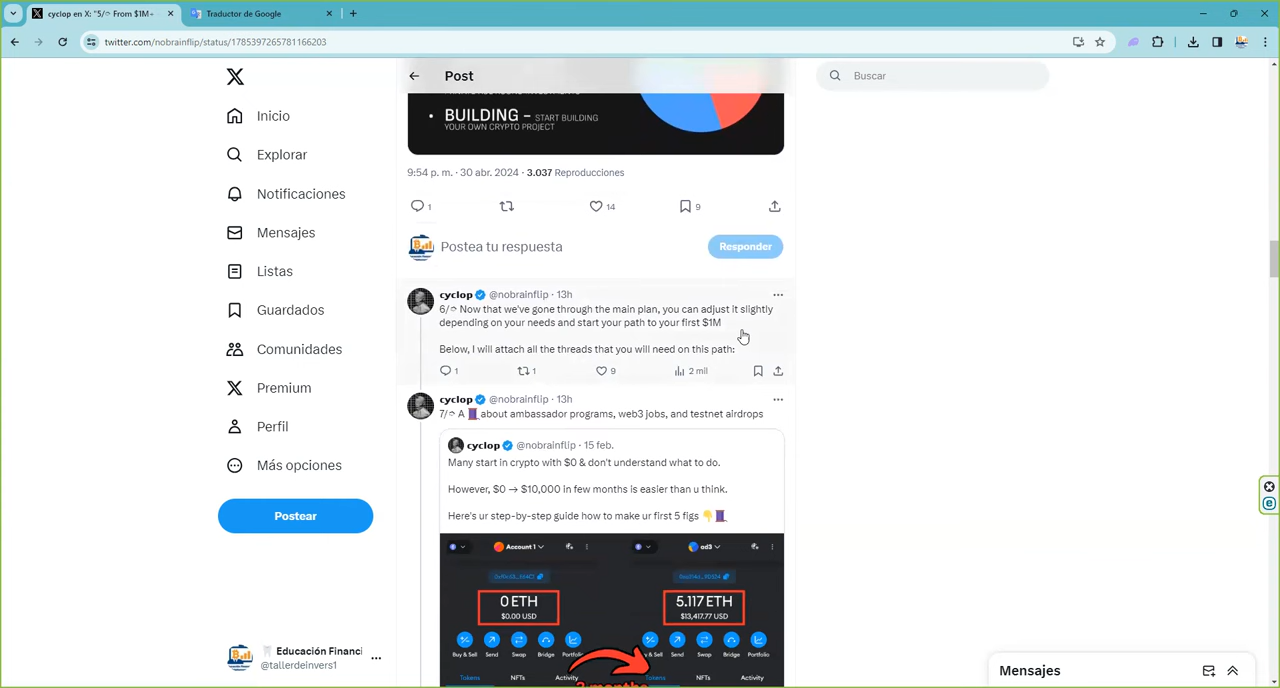 cyclop en X: "5/ From $1M→
Traductor de Google
twitter.com/nobrainflip/status/1785397265781166203
Post
Buscar
Inicio
Explorar
Notificaciones
Mensajes
Listas
Guardados
Comunidades
Premium
Perfil
Más opciones
Postear
Educación Financi
@tallerdeinvers1
• BUILDING – START BUILDING
YOUR OWN CRYPTO PROJECT
9:54 p. m. · 30 abr. 2024 · 3.037 Reproducciones
1 14 9
Postea tu respuesta
Responder
cyclop @nobrainflip · 13h
6/ Now that we've gone through the main plan, you can adjust it slightly
depending on your needs and start your path to your first $1M
Below, I will attach all the threads that you will need on this path:
1 1 9 2 mil
cyclop @nobrainflip · 13h
7/ A 🧵 about ambassador programs, web3 jobs, and testnet airdrops
cyclop @nobrainflip · 15 feb.
Many start in crypto with $0 & don't understand what to do.
However, $0 → $10,000 in few months is easier than u think.
Here's ur step-by-step guide how to make ur first 5 figs 👇🧵
Account 1 od3
0 ETH 5.117 ETH
$0.00 USD $13,417.77 USD
Buy & Sell Send Swap Bridge Portfolio y & Sell Send Swap Bridge Portfolio
Tokens NFTs Activity Tokens NFTs Activity
Mensajes